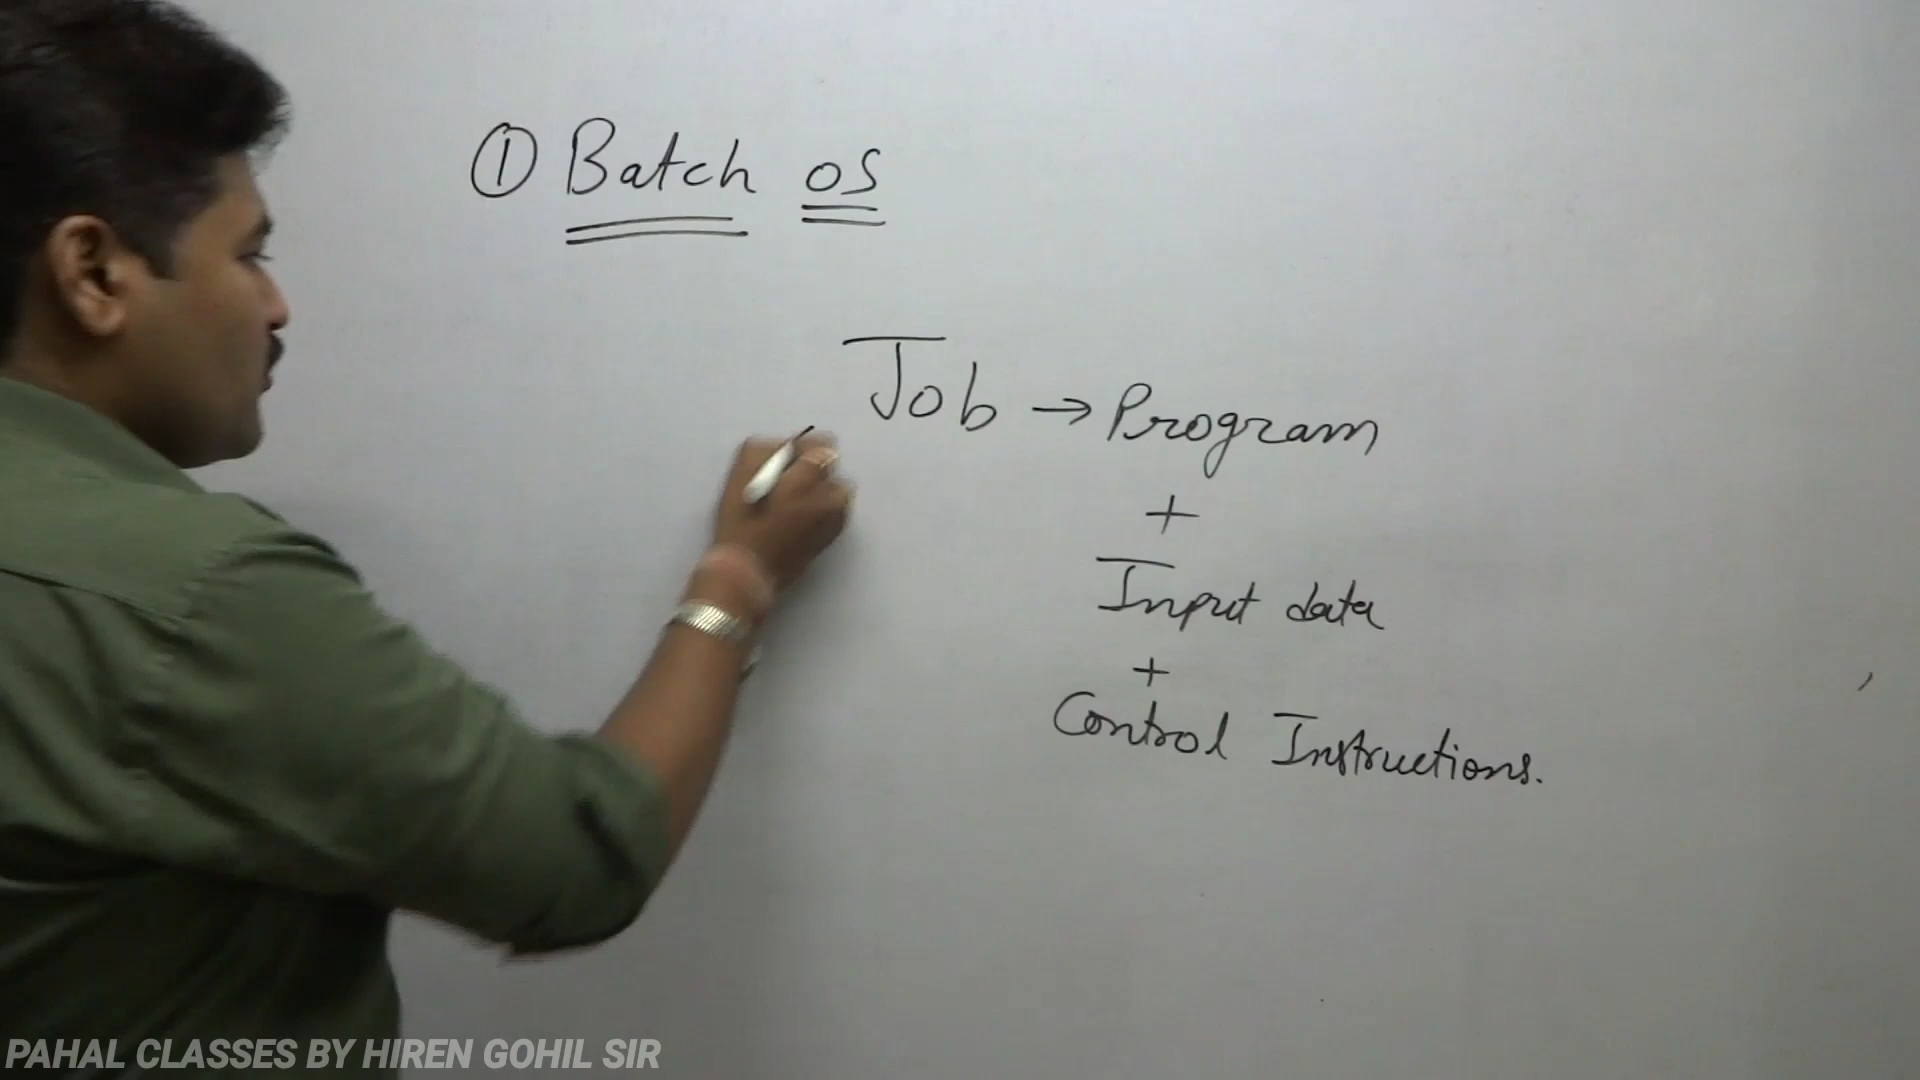 ① Batch OS
Job → Program
+
Input data
+
Control Instructions.
PAHAL CLASSES BY HIREN GOHIL SIR